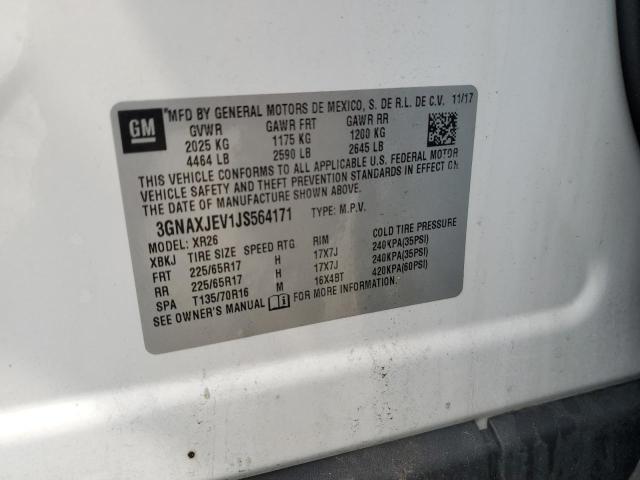 GM *MFD BY GENERAL MOTORS DE MEXICO, S. DE R.L. DE C.V. 11/17
GVWR GAWR FRT GAWR RR
2025 KG 1175 KG 1200 KG
4464 LB 2590 LB 2645 LB
THIS VEHICLE CONFORMS TO ALL APPLICABLE U.S. FEDERAL MOTOR
VEHICLE SAFETY AND THEFT PREVENTION STANDARDS IN EFFECT ON
THE DATE OF MANUFACTURE SHOWN ABOVE.
3GNAXJEV1JS564171 TYPE: M.P.V.
MODEL: XR26
XBKJ TIRE SIZE SPEED RTG RIM COLD TIRE PRESSURE
FRT 225/65R17 H 17X7J 240KPA(35PSI)
RR 225/65R17 H 17X7J 240KPA(35PSI)
SPA T135/70R16 M 16X4BT 420KPA(60PSI)
SEE OWNER'S MANUAL FOR MORE INFORMATION.